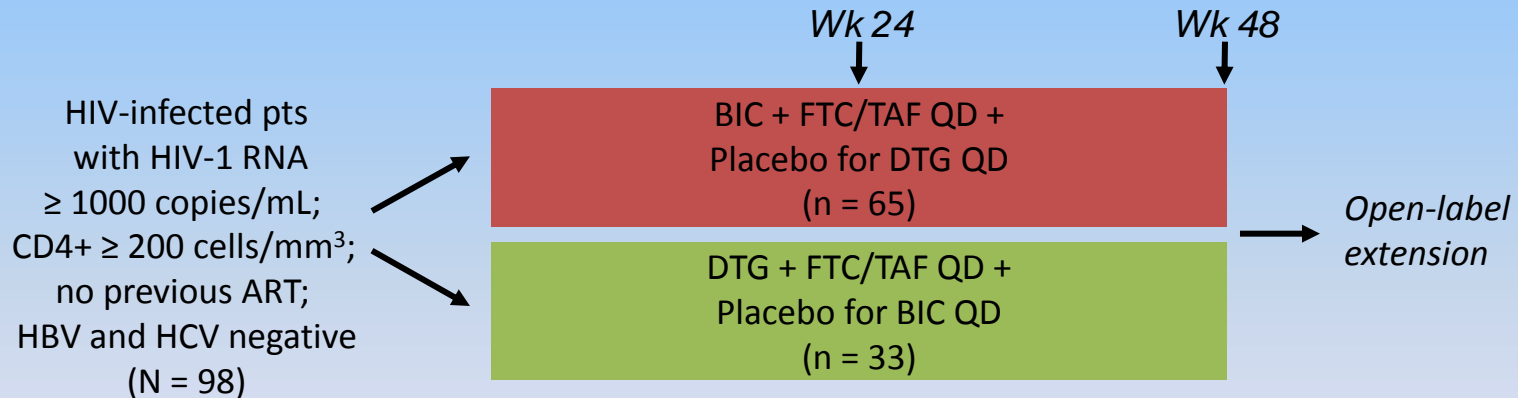 Wk 24
Wk 48
HIV-infected pts
with HIV-1 RNA
≥ 1000 copies/mL;
CD4+ ≥ 200 cells/mm³;
no previous ART;
HBV and HCV negative
(N = 98)
BIC + FTC/TAF QD +
Placebo for DTG QD
(n = 65)
DTG + FTC/TAF QD +
Placebo for BIC QD
(n = 33)
Open-label
extension